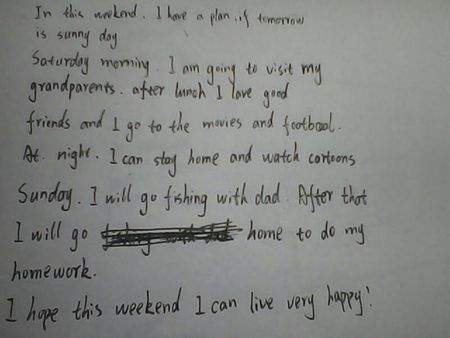 In this weekend. I have a plan. if tomorrow
is sunny day
Saturday morning. I am going to visit my
grandparents. after lunch I love good
friends and I go to the movies and footbool.
At. night. I can stay home and watch cartoons
Sunday. I will go fishing with dad. After that
I will go home to do my
homework.
I hope this weekend I can live very happy!